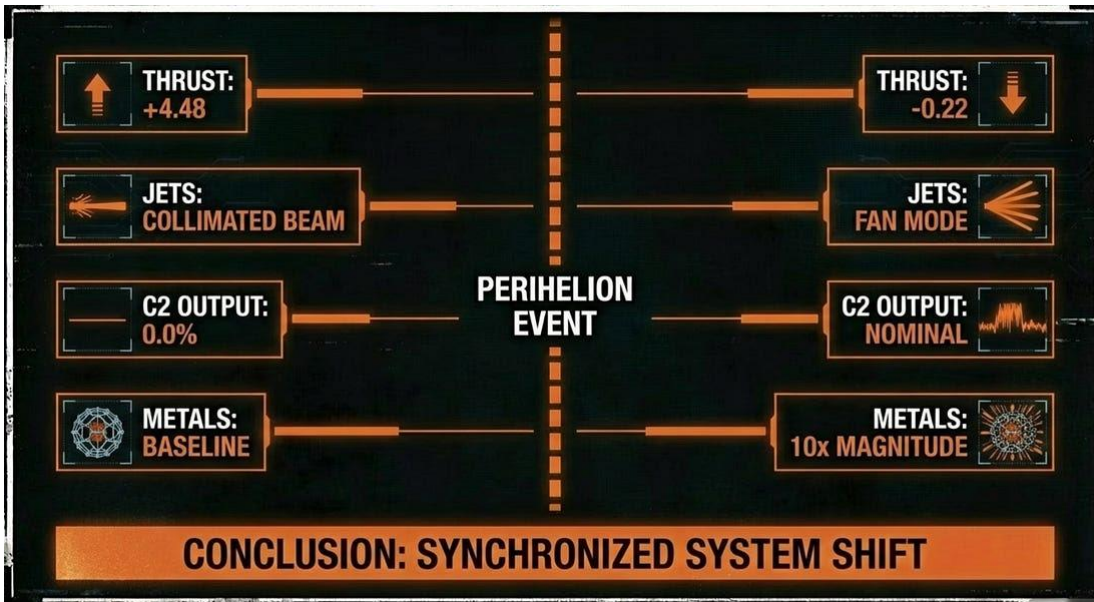 THRUST:
+4.48
THRUST:
-0.22
JETS:
COLLIMATED BEAM
JETS:
FAN MODE
PERIHELION
EVENT
C2 OUTPUT:
0.0%
C2 OUTPUT:
NOMINAL
METALS:
BASELINE
METALS:
10x MAGNITUDE
CONCLUSION: SYNCHRONIZED SYSTEM SHIFT